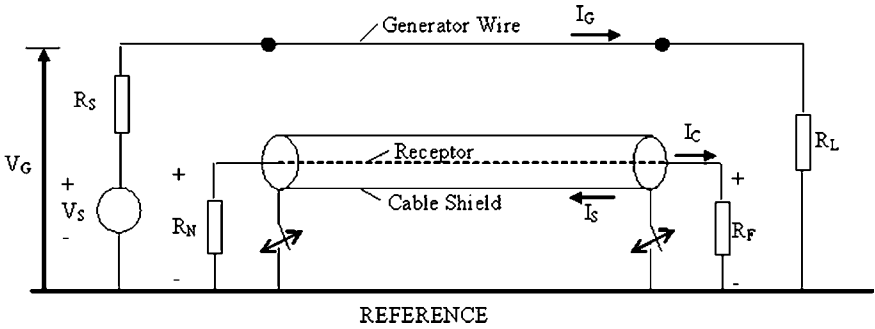 Generator Wire
I_G
R_S
V_G
+
V_S
-
+
R_N
-
Receptor
Cable Shield
I_C
I_S
+
R_F
-
R_L
REFERENCE